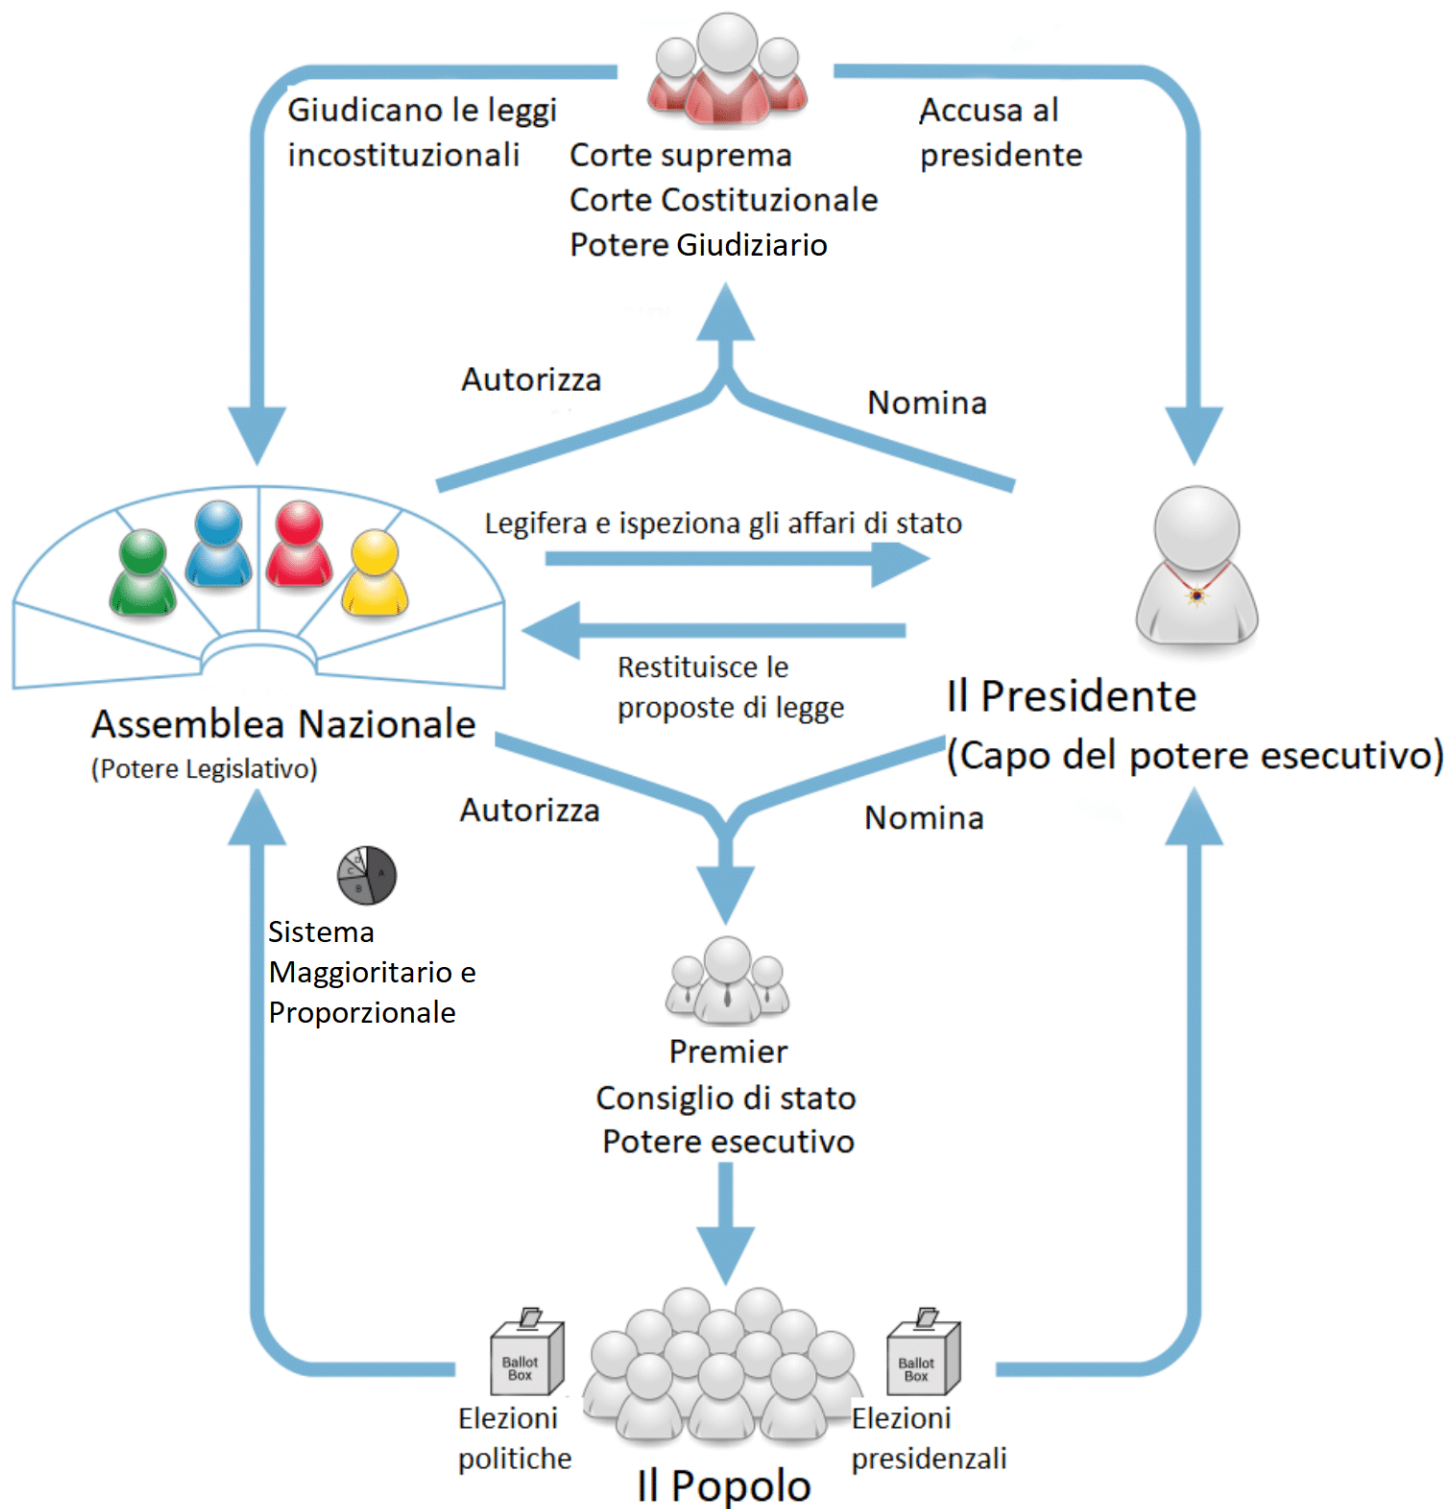 Giudicano le leggi
incostituzionali
Accusa al
presidente
Corte suprema
Corte Costituzionale
Potere Giudiziario
Autorizza
Nomina
Legifera e ispeziona gli affari di stato
Restituisce le
proposte di legge
Assemblea Nazionale
(Potere Legislativo)
Il Presidente
(Capo del potere esecutivo)
Autorizza
Nomina
A
B
C
D
Sistema
Maggioritario e
Proporzionale
Premier
Consiglio di stato
Potere esecutivo
Ballot
Box
Elezioni
politiche
Ballot
Box
Elezioni
presidenzali
Il Popolo